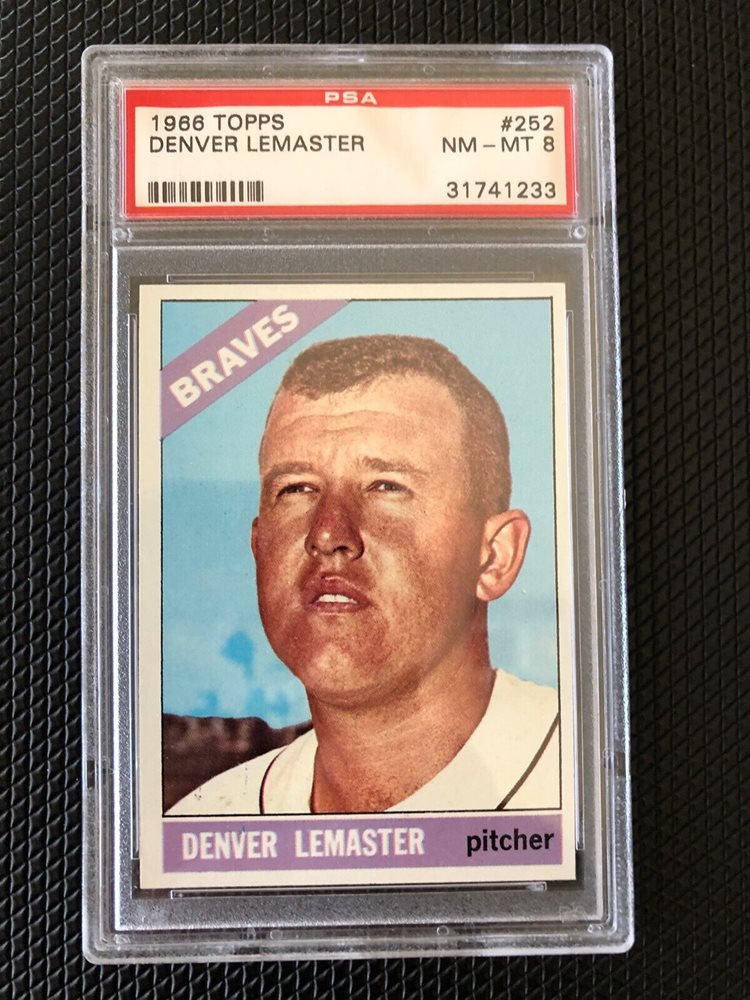 PSA
1966 TOPPS #252
DENVER LEMASTER NM - MT 8
31741233
BRAVES
DENVER LEMASTER pitcher